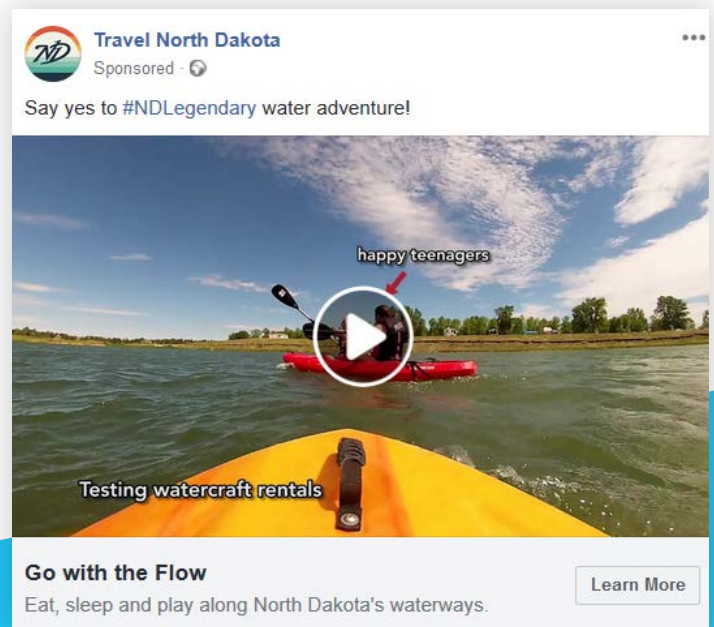 ND
Travel North Dakota
Sponsored ·
Say yes to #NDLegendary water adventure!
happy teenagers
Testing watercraft rentals
Go with the Flow
Eat, sleep and play along North Dakota's waterways.
Learn More